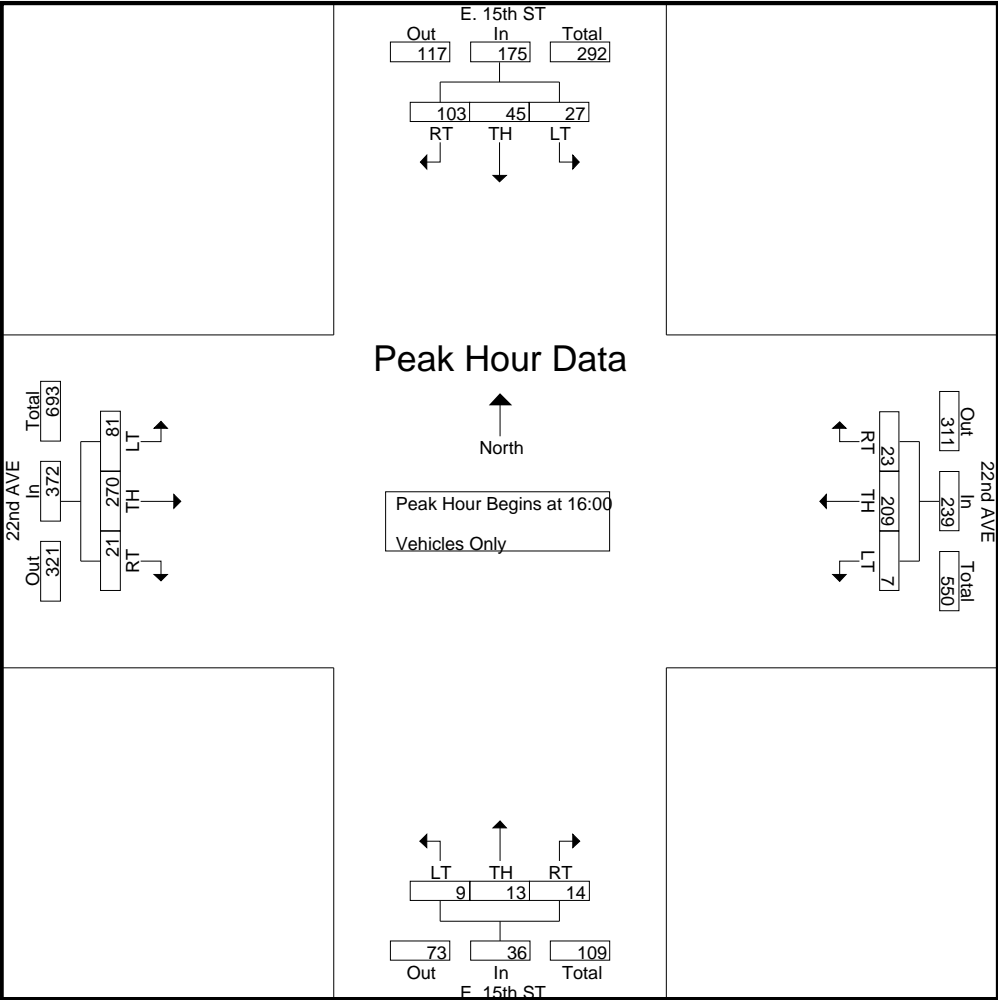 E. 15th ST
Out In Total
117 175 292
103 45 27
RT TH LT
Peak Hour Data
North
Peak Hour Begins at 16:00
Vehicles Only
22nd AVE
Total In Out
693 372 321
81 270 21
LT TH RT
22nd AVE
Out In Total
311 239 550
23 209 7
RT TH LT
LT TH RT
9 13 14
73 36 109
Out In Total
E. 15th ST